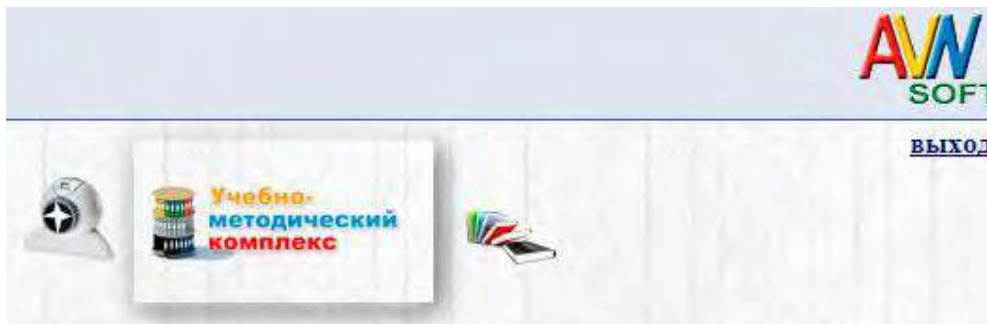 AVN
SOFT
выход
Учебно-
методический
комплекс